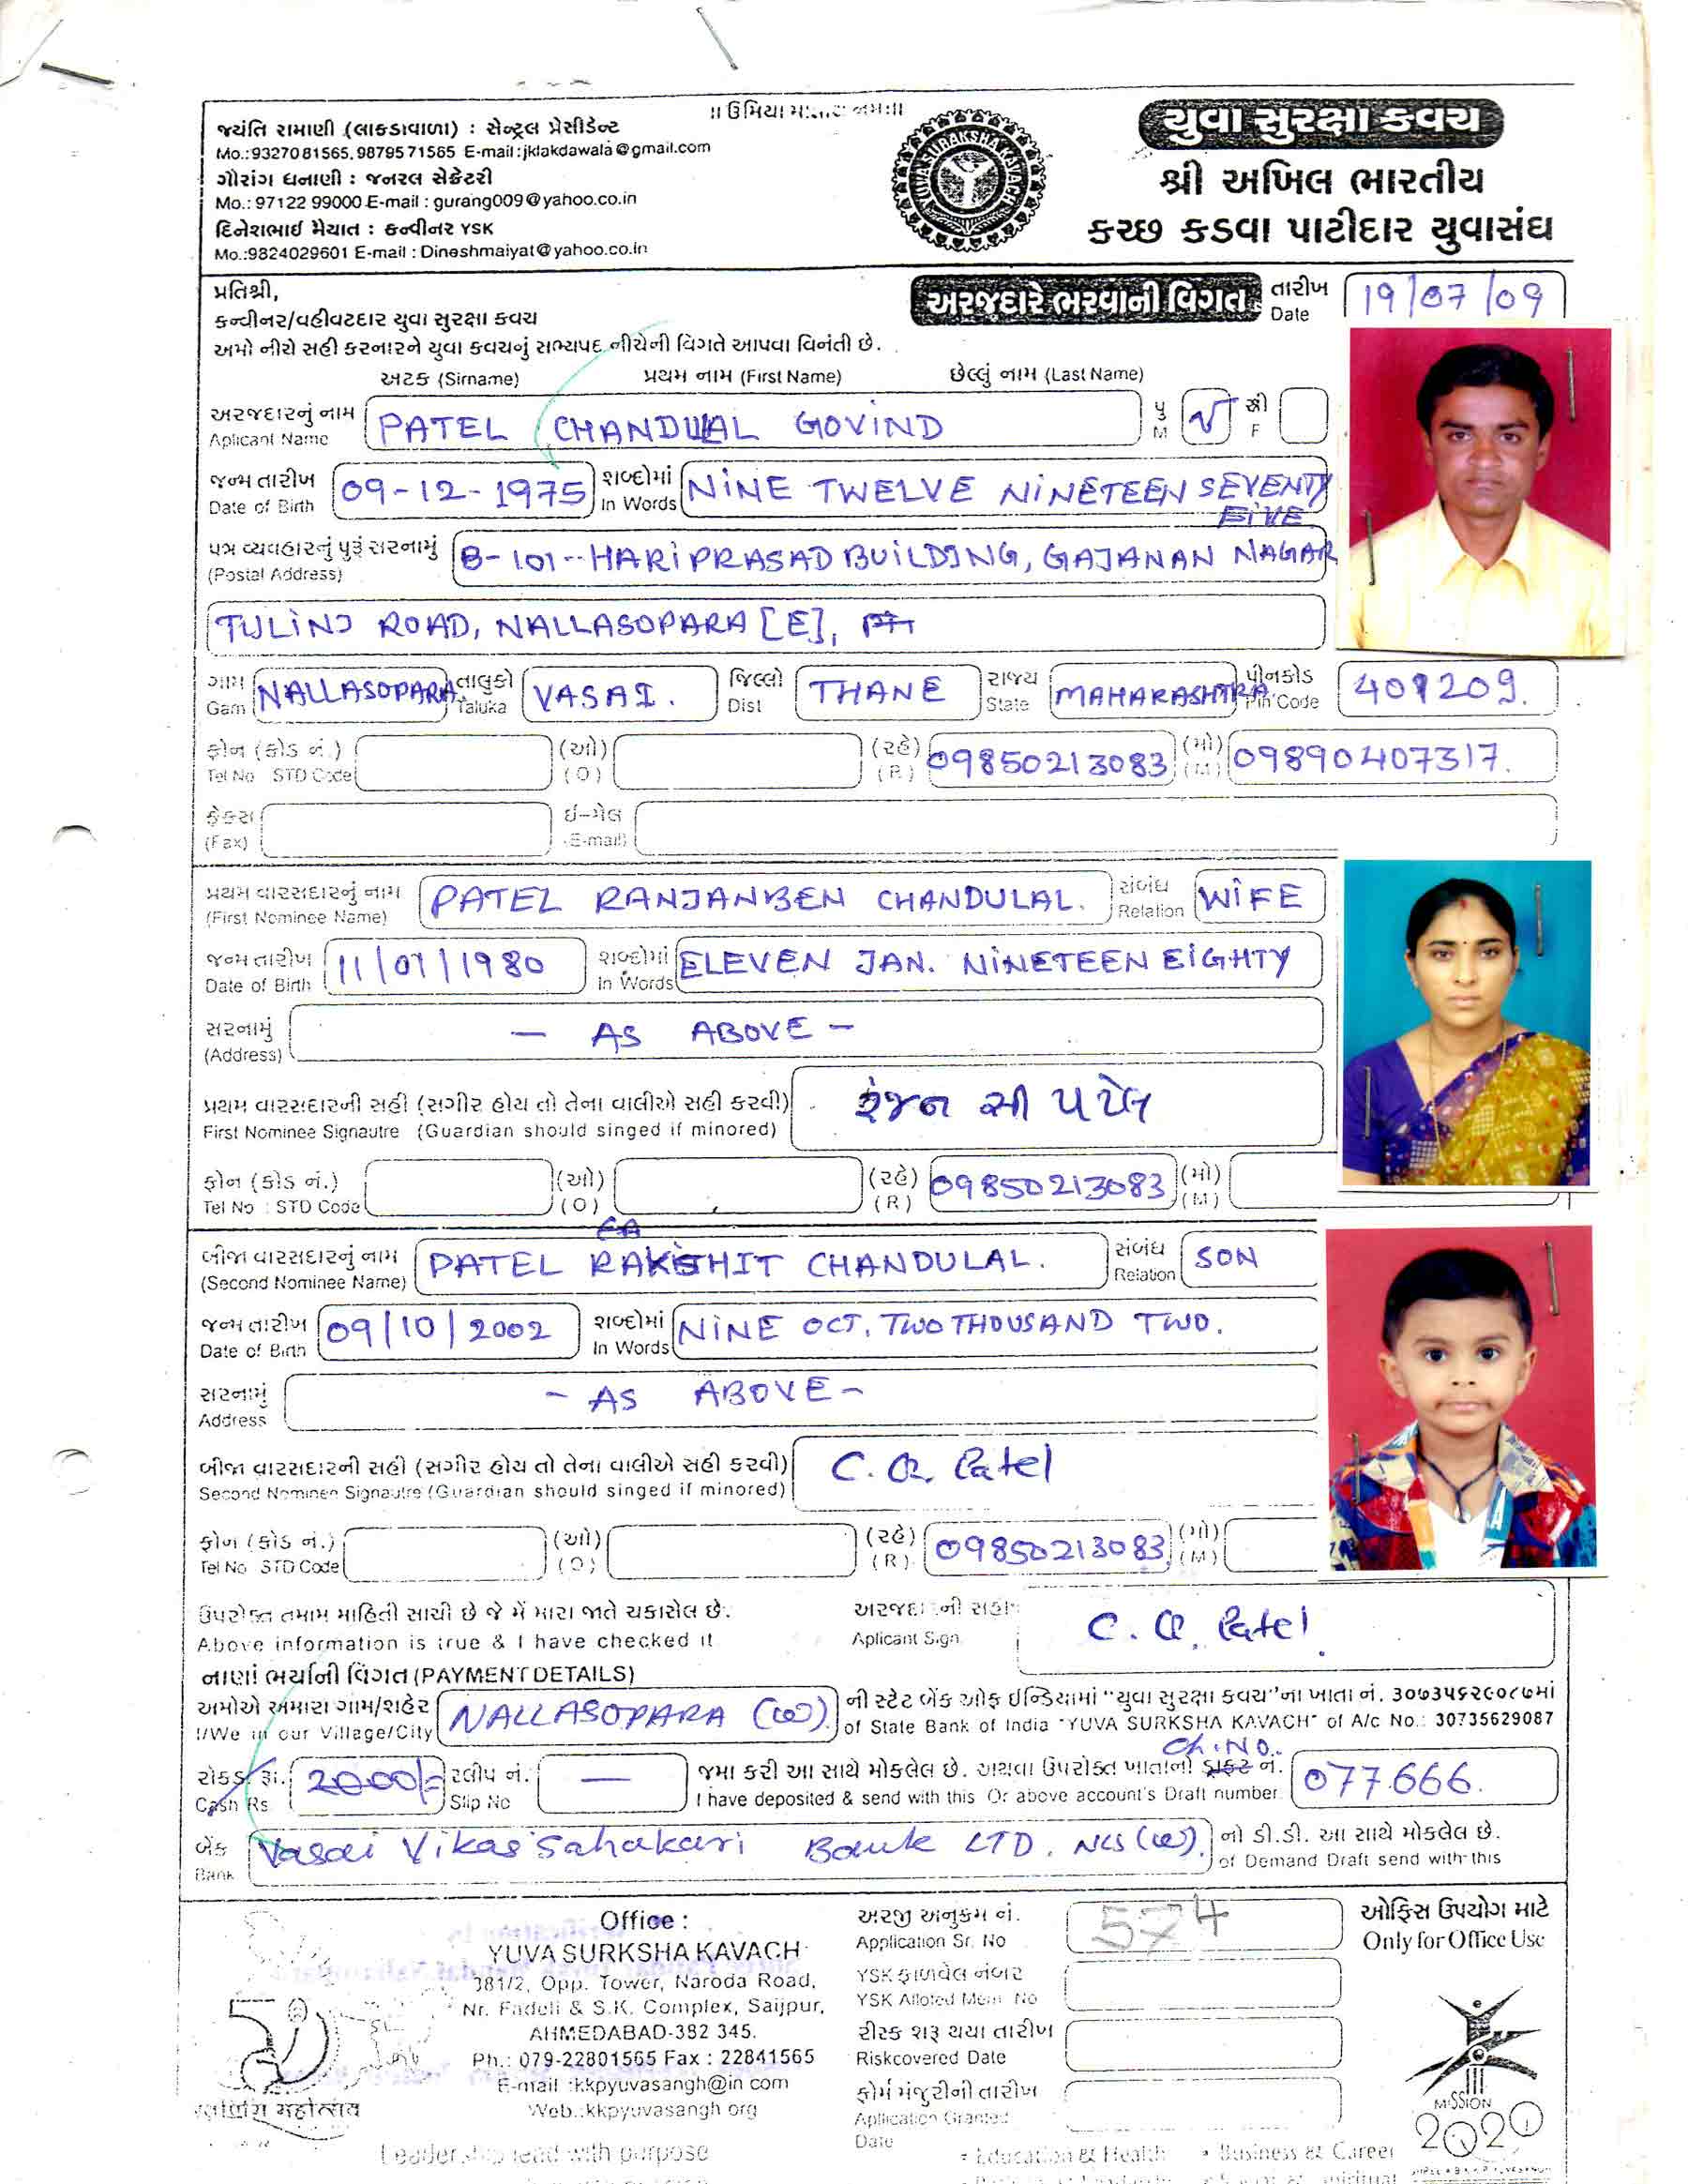 જયંતિ રામાણી (લાકડાવાળા) : સેન્ટ્રલ પ્રેસીડેન્ટ
Mo.:9327081565, 9879571565 E-mail:jklakdawala@gmail.com
ગૌરાંગ ધનાણી : જનરલ સેક્રેટરી
Mo.: 97122 99000 E-mail : gurang009@yahoo.co.in
દિનેશભાઈ મૈયાત : કન્વીનર YSK
Mo.:9824029601 E-mail : Dineshmaiyat@yahoo.co.in
YUVA SURAKSHA KAVACH
યુવા સુરક્ષા કવચ
શ્રી અખિલ ભારતીય
કચ્છ કડવા પાટીદાર યુવાસંઘ
પ્રતિશ્રી,
કન્વીનર/વહીવટદાર યુવા સુરક્ષા કવચ
અરજદારે ભરવાની વિગત તારીખ Date 19/07/09
અમો નીચે સહી કરનારને યુવા કવચનું સભ્યપદ નીચેની વિગતે આપવા વિનંતી છે.
અટક (Sirname) પ્રથમ નામ (First Name) છેલ્લું નામ (Last Name)
અરજદારનું નામ Aplicant Name PATEL CHANDULAL GOVIND પુ M √ સ્ત્રી F
જન્મ તારીખ Date of Birth 09-12-1975 શબ્દોમાં In Words NINE TWELVE NINETEEN SEVENTY FIVE
પત્ર વ્યવહારનું પુરૂં સરનામું (Postal Address) B-101-HARIPRASAD BUILDING, GAJANAN NAGAR
TULINJ ROAD, NALLASOPARA [E],
ગામ Gam NALLASOPARA તાલુકો Taluka VASAI. જિલ્લો Dist THANE રાજ્ય State MAHARASHTRA પીનકોડ Pin Code 401209.
ફોન (કોડ નં.) Tel No STD Code (ઓ) (O) (રહે) (R) 09850213083 (મો) (M) 09890407317.
ફેકસ (Fax) ઈ-મેલ E-mail)
પ્રથમ વારસદારનું નામ (First Nominee Name) PATEL RANJANBEN CHANDULAL. સંબંધ Relation WIFE
જન્મ તારીખ Date of Birth 11/01/1980 શબ્દોમાં In Words ELEVEN JAN. NINETEEN EIGHTY
સરનામું (Address) - AS ABOVE -
પ્રથમ વારસદારની સહી (સગીર હોય તો તેના વાલીએ સહી કરવી)
First Nominee Signautre (Guardian should singed if minored) રંજન સી પટેલ
ફોન (કોડ નં.) Tel No : STD Code (ઓ) (O) (રહે) (R) 09850213083 (મો) (M)
બીજા વારસદારનું નામ (Second Nominee Name) PATEL RAKSHIT CHANDULAL. સંબંધ Relation SON
જન્મ તારીખ Date of Birth 09/10/2002 શબ્દોમાં In Words NINE OCT. TWO THOUSAND TWO.
સરનામું Address - AS ABOVE -
બીજા વારસદારની સહી (સગીર હોય તો તેના વાલીએ સહી કરવી)
Second Nominee Signautre (Guardian should singed if minored) C. G. Patel
ફોન (કોડ નં.) Tel No STD Code (ઓ) (O) (રહે) (R) 09850213083 (મો) (M)
ઉપરોક્ત તમામ માહિતી સાચી છે જે મેં મારા જાતે ચકાસેલ છે.
Above information is true & I have checked it Aplicant Sign C. G. Patel
નાણાં ભર્યાની વિગત (PAYMENT DETAILS)
અમોએ અમારા ગામ/શહેર NALLASOPARA (w). ની સ્ટેટ બેંક ઓફ ઈન્ડિયામાં "યુવા સુરક્ષા કવચ"ના ખાતા નં. ૩૦૭૩૫૬૨૯૦૮૭માં
I/We in our Village/City of State Bank of India "YUVA SURKSHA KAVACH" of A/c No.: 30735629087
Ch. NO.
રોકડ રૂા. 2000/- સ્લીપ નં. — જમા કરી આ સાથે મોકલેલ છે. અથવા ઉપરોક્ત ખાતાનો ડ્રાફ્ટ નં. 077666.
Cash Rs Slip No I have deposited & send with this Or above account's Draft number
બેંક Bank Vasai Vikas Sahakari Bank LTD. NLS (w). નો ડી.ડી. આ સાથે મોકલેલ છે.
of Demand Draft send with this
Office :
YUVA SURKSHA KAVACH
381/2, Opp. Tower, Naroda Road,
Nr. Fadeli & S.K. Complex, Saijpur,
AHMEDABAD-382 345.
Ph.: 079-22801565 Fax : 22841565
E-mail :kkpyuvasangh@in com
Web.:kkpyuvasangh org
અરજી અનુક્રમ નં. Application Sr. No 574
YSK ફાળવેલ નંબર YSK Alloted Mem No
રીસ્ક શરૂ થયા તારીખ Riskcovered Date
ફોર્મ મંજુરીની તારીખ Apllication Granted Date
ઓફિસ ઉપયોગ માટે
Only for Office Use
50
महोत्सव
MISSION
2020
Leadership lead with purpose
• Education & Health • Business & Career